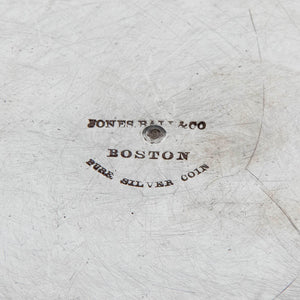 JONES, BALL & CO
BOSTON
PURE SILVER COIN